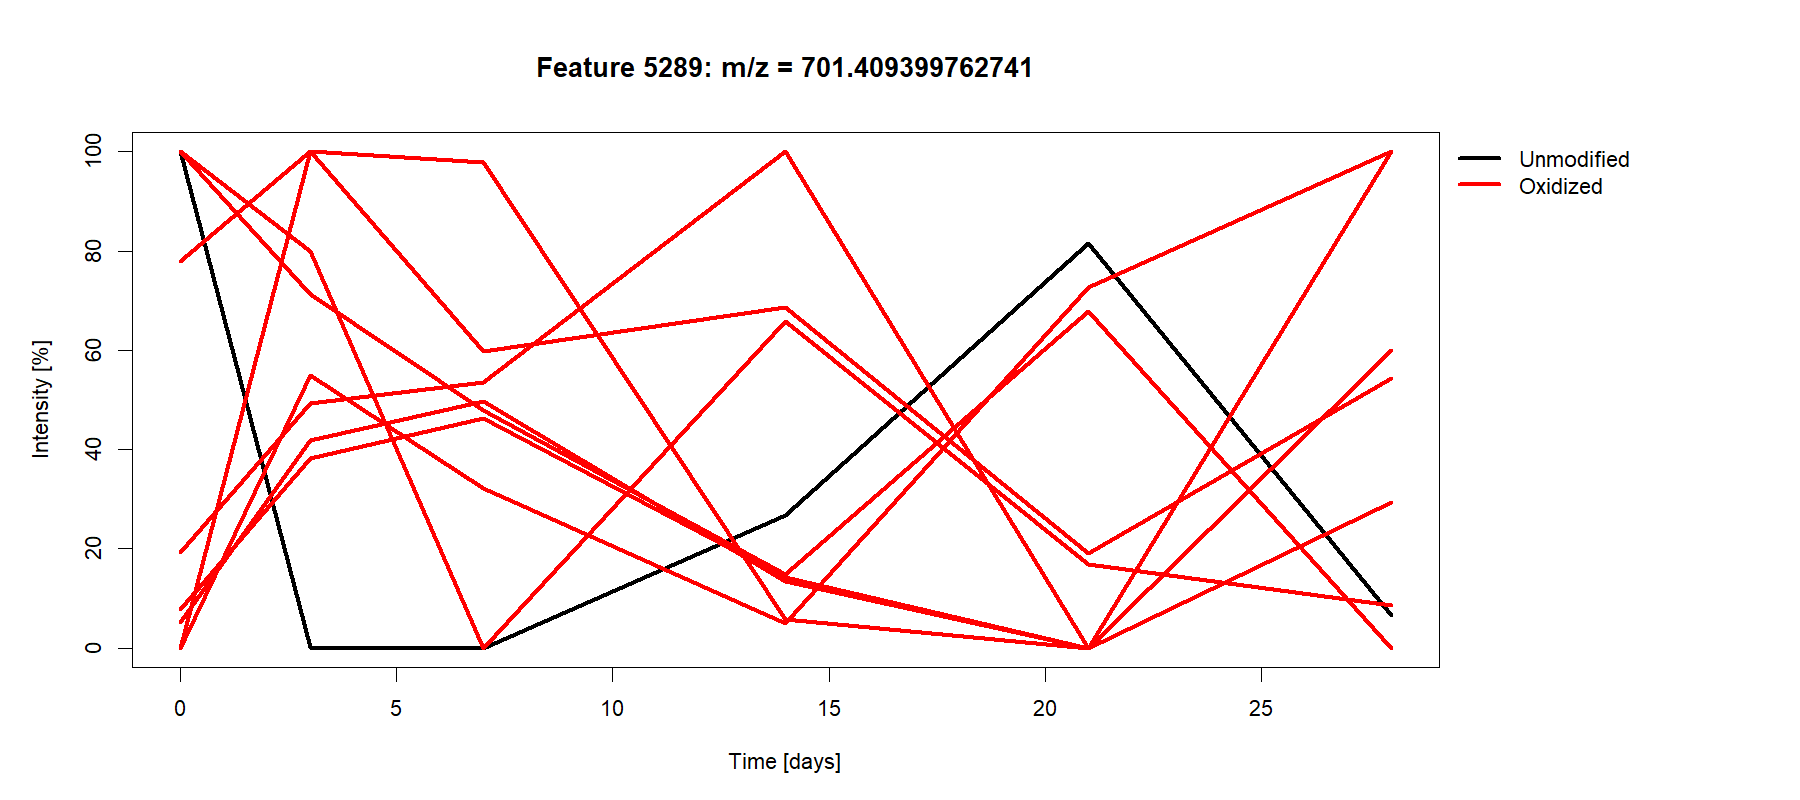 Feature 5289: m/z = 701.409399762741
Unmodified
Oxidized
Intensity [%]
100
80
60
40
20
0
0 5 10 15 20 25
Time [days]